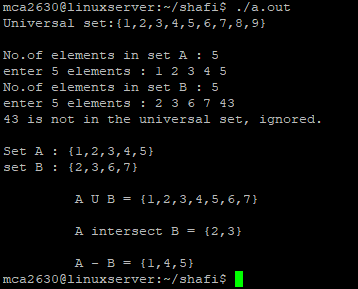 mca2630@linuxserver:~/shafi$ ./a.out
Universal set:{1,2,3,4,5,6,7,8,9}
No.of elements in set A : 5
enter 5 elements : 1 2 3 4 5
No.of elements in set B : 5
enter 5 elements : 2 3 6 7 43
43 is not in the universal set, ignored.
Set A : {1,2,3,4,5}
set B : {2,3,6,7}
A U B = {1,2,3,4,5,6,7}
A intersect B = {2,3}
A - B = {1,4,5}
mca2630@linuxserver:~/shafi$